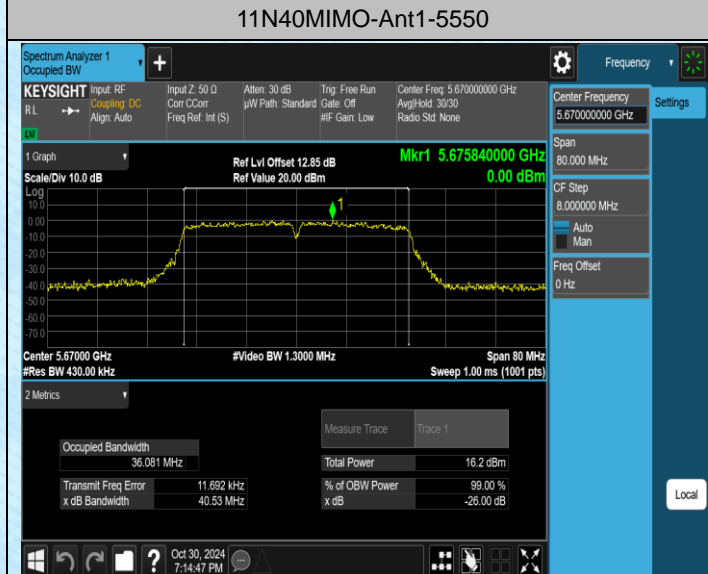 11N40MIMO-Ant1-5550
Spectrum Analyzer 1
Occupied BW
Frequency
KEYSIGHT
R L
Input: RF
Coupling: DC
Align: Auto
Input Z: 50 Ω
Corr CCorr
Freq Ref: Int (S)
Atten: 30 dB
µW Path: Standard
Trig: Free Run
Gate: Off
#IF Gain: Low
Center Freq: 5.670000000 GHz
Avg|Hold: 30/30
Radio Std: None
Center Frequency
5.670000000 GHz
Settings
Span
80.000 MHz
CF Step
8.000000 MHz
Auto
Man
Freq Offset
0 Hz
1 Graph
Scale/Div 10.0 dB
Ref Lvl Offset 12.85 dB
Ref Value 20.00 dBm
Mkr1 5.675840000 GHz
0.00 dBm
Log
10.0
0.00
-10.0
-20.0
-30.0
-40.0
-50.0
-60.0
-70.0
1
Center 5.67000 GHz
#Video BW 1.3000 MHz
Span 80 MHz
#Res BW 430.00 kHz
Sweep 1.00 ms (1001 pts)
2 Metrics
Measure Trace
Trace 1
Occupied Bandwidth
36.081 MHz
Total Power
16.2 dBm
Transmit Freq Error
11.692 kHz
% of OBW Power
99.00 %
x dB Bandwidth
40.53 MHz
x dB
-26.00 dB
Local
?
Oct 30, 2024
7:14:47 PM